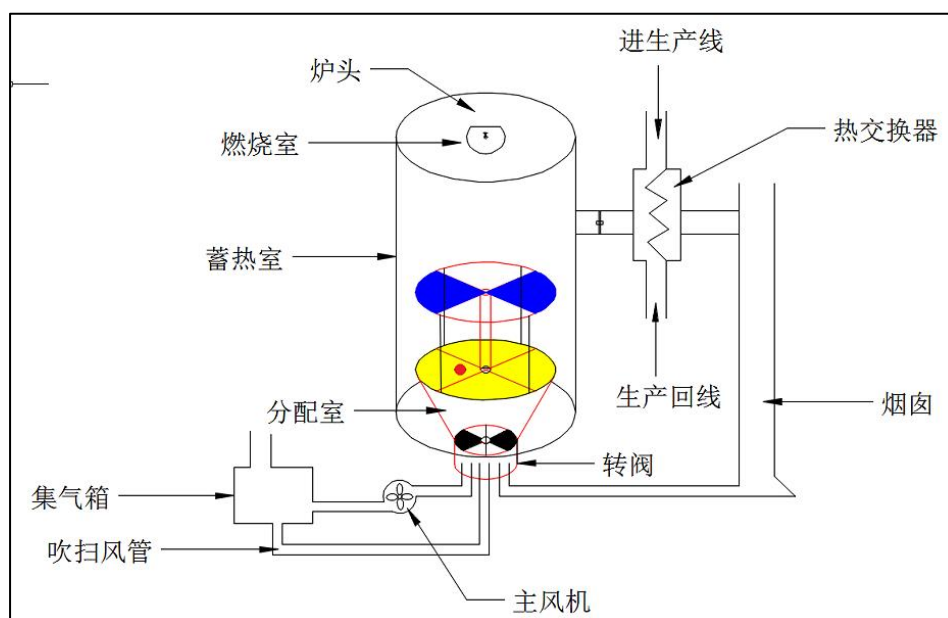 进生产线
炉头
热交换器
燃烧室
蓄热室
生产回线
烟囱
分配室
转阀
集气箱
吹扫风管
主风机